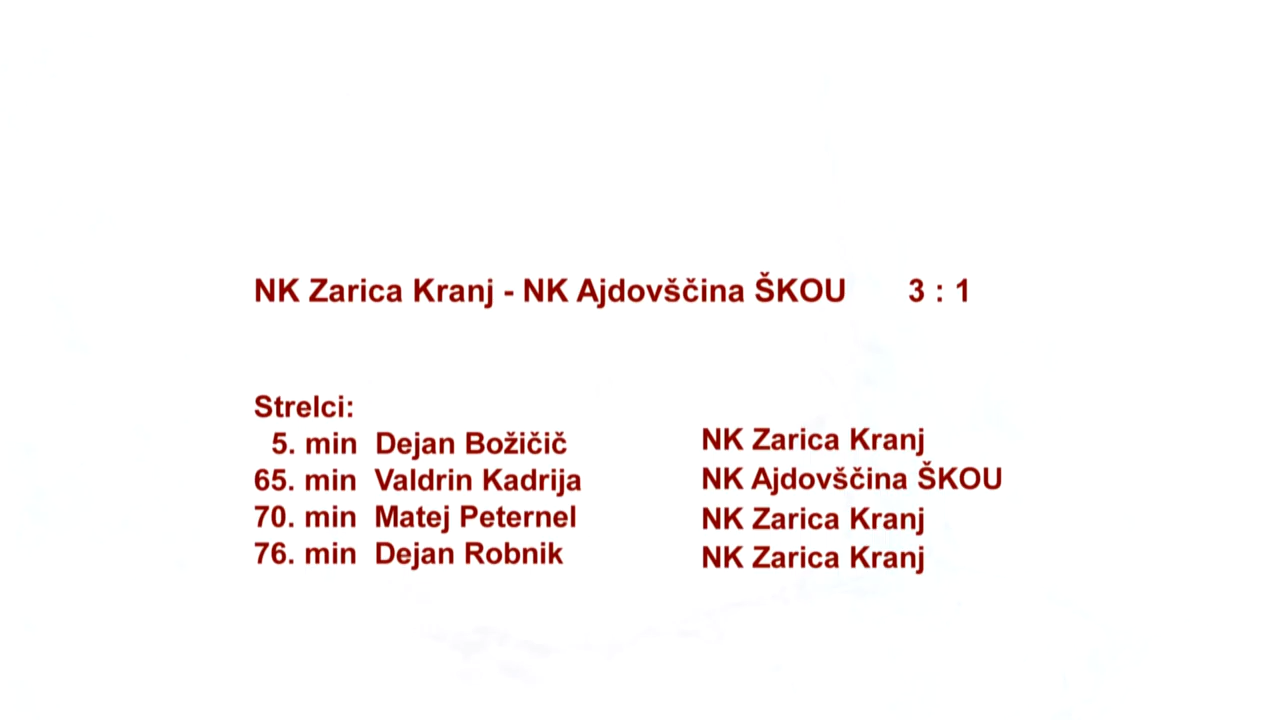 NK Zarica Kranj - NK Ajdovščina ŠKOU 3 : 1
Strelci:
5. min Dejan Božičič NK Zarica Kranj
65. min Valdrin Kadrija NK Ajdovščina ŠKOU
70. min Matej Peternel NK Zarica Kranj
76. min Dejan Robnik NK Zarica Kranj